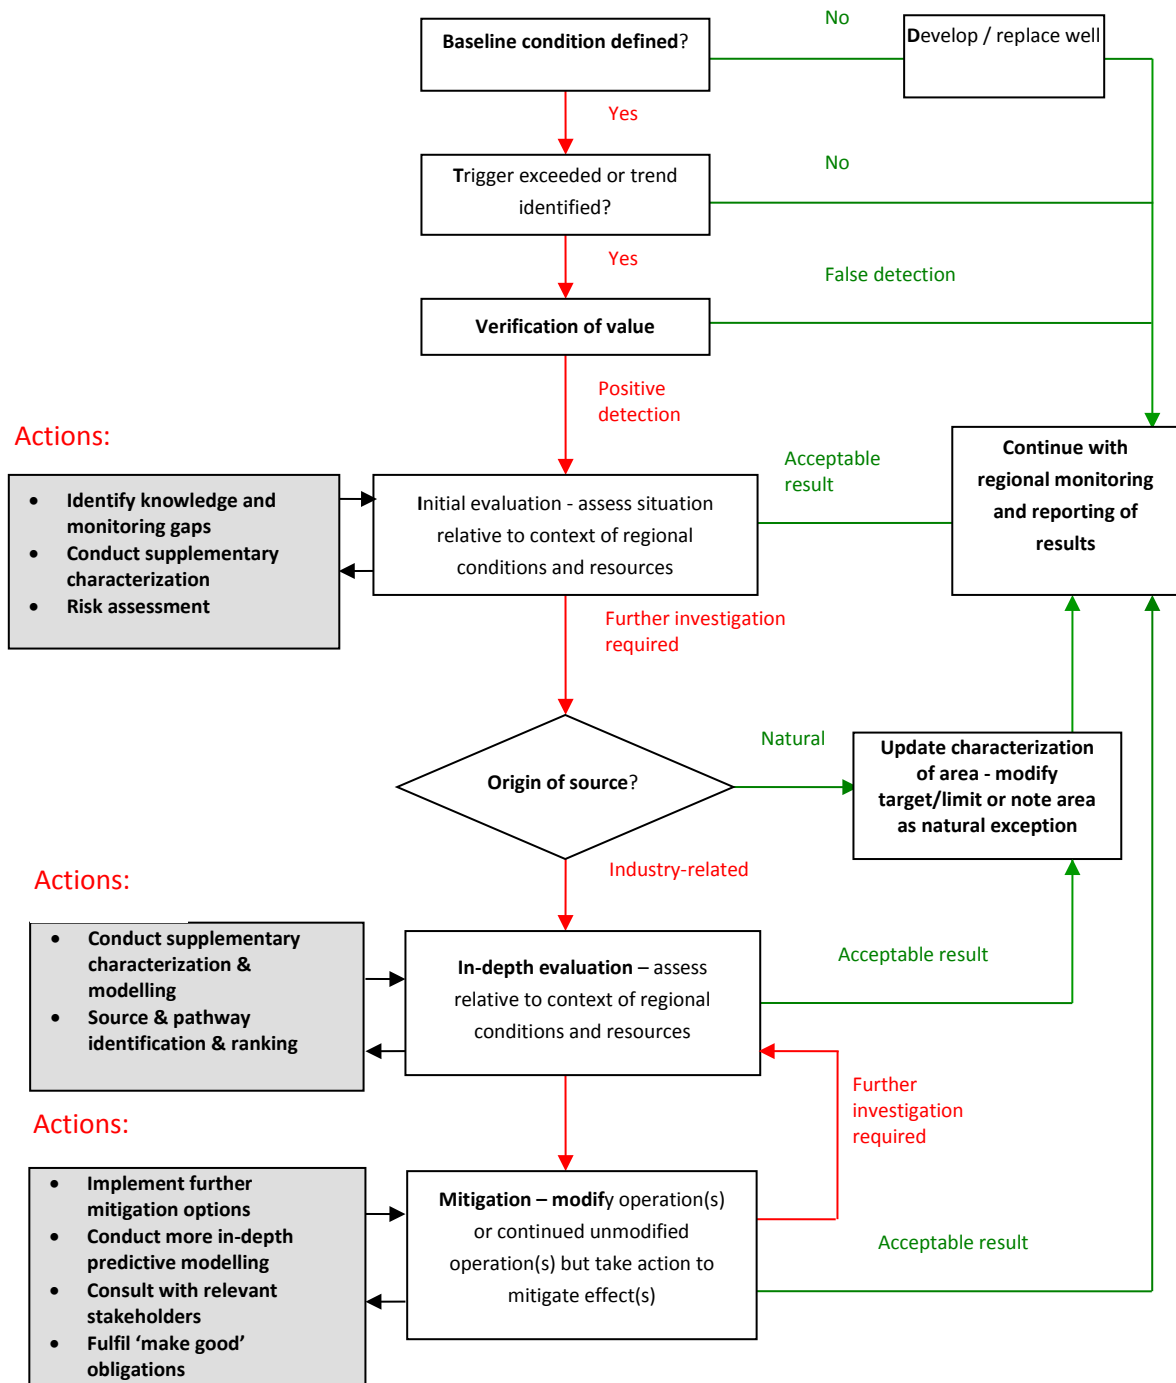 No
Baseline condition defined?
Develop / replace well
Yes
Trigger exceeded or trend
identified?
No
Yes
False detection
Verification of value
Positive
detection
Actions:
• Identify knowledge and
monitoring gaps
• Conduct supplementary
characterization
• Risk assessment
Initial evaluation - assess situation
relative to context of regional
conditions and resources
Acceptable
result
Continue with
regional monitoring
and reporting of
results
Further investigation
required
Origin of source?
Natural
Update characterization
of area - modify
target/limit or note area
as natural exception
Industry-related
Actions:
• Conduct supplementary
characterization &
modelling
• Source & pathway
identification & ranking
In-depth evaluation – assess
relative to context of regional
conditions and resources
Acceptable result
Further
investigation
required
Actions:
• Implement further
mitigation options
• Conduct more in-depth
predictive modelling
• Consult with relevant
stakeholders
• Fulfil ‘make good’
obligations
Mitigation – modify operation(s)
or continued unmodified
operation(s) but take action to
mitigate effect(s)
Acceptable result